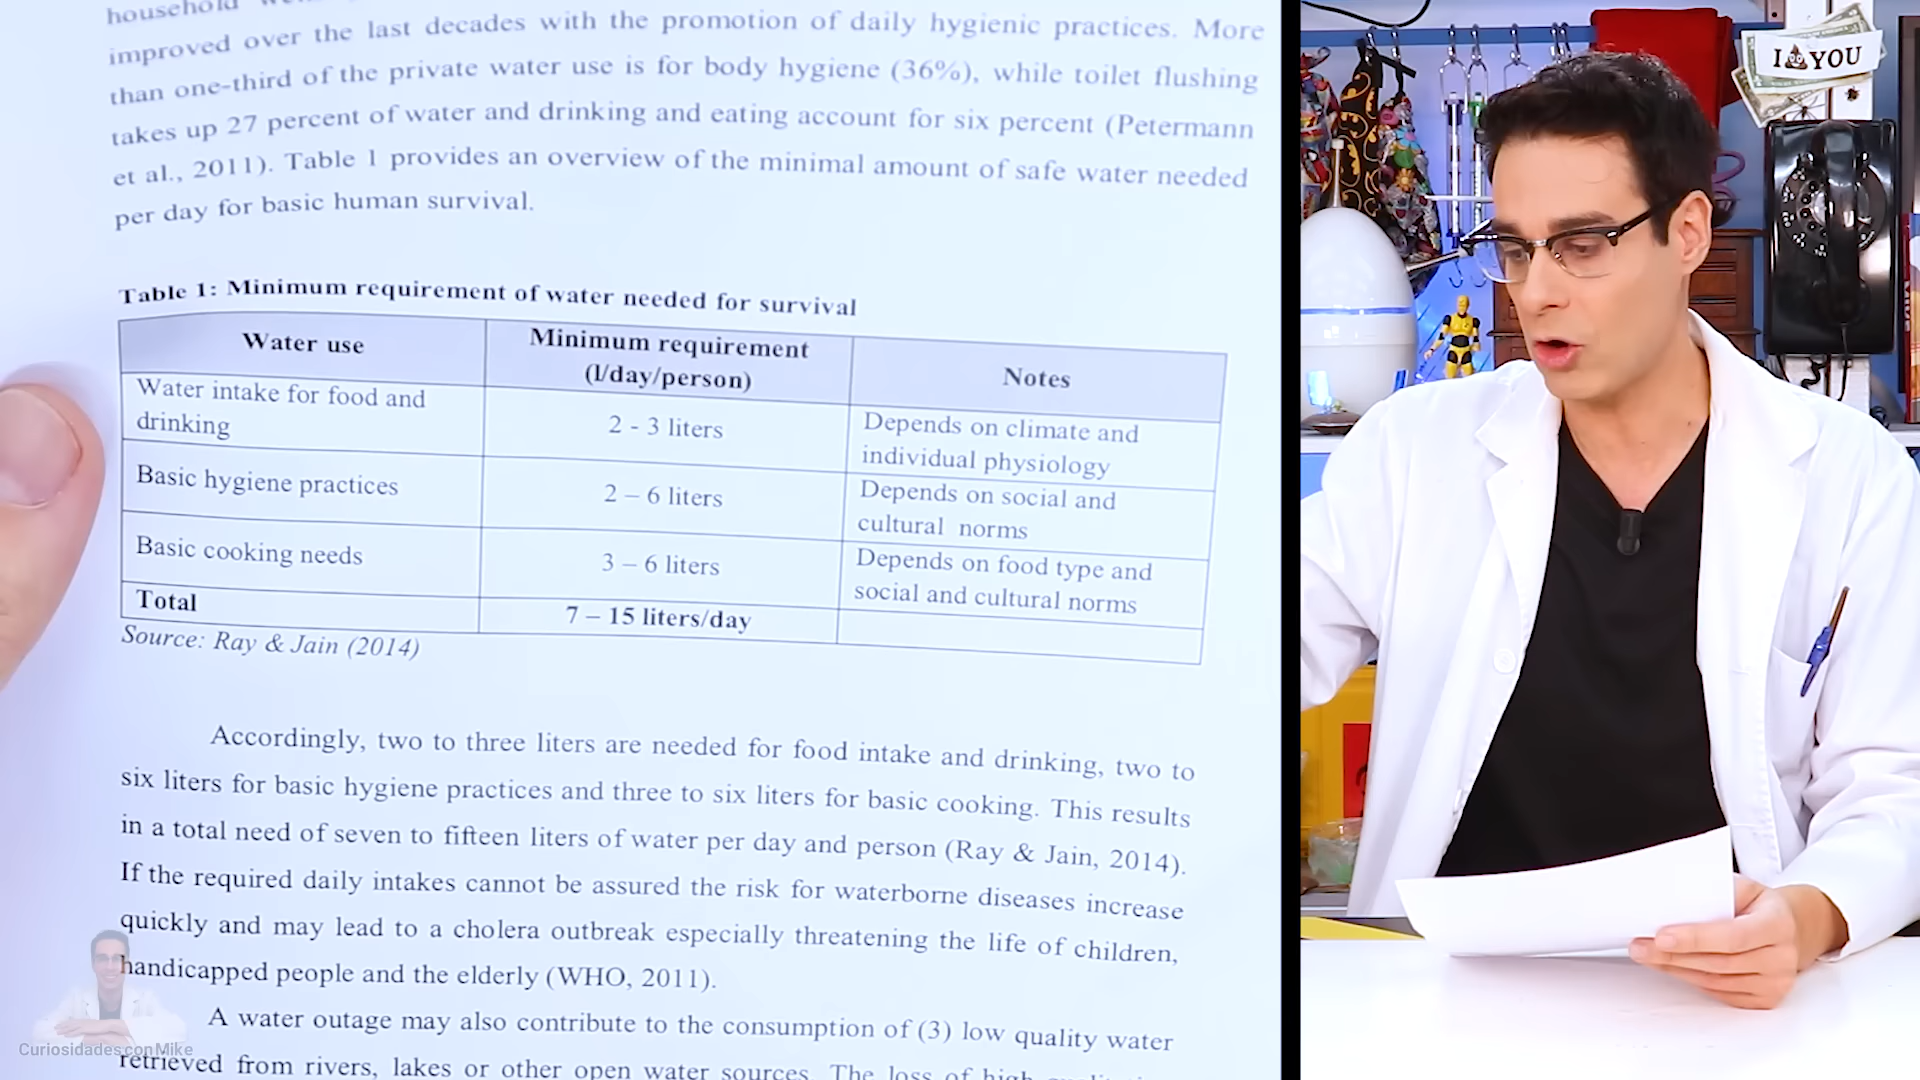 household
improved over the last decades with the promotion of daily hygienic practices. More
than one-third of the private water use is for body hygiene (36%), while toilet flushing
takes up 27 percent of water and drinking and eating account for six percent (Petermann
et al., 2011). Table 1 provides an overview of the minimal amount of safe water needed
per day for basic human survival.
Table 1: Minimum requirement of water needed for survival
Water use
Minimum requirement
(l/day/person)
Notes
Water intake for food and
drinking
2 - 3 liters
Depends on climate and
individual physiology
Basic hygiene practices
2 – 6 liters
Depends on social and
cultural norms
Basic cooking needs
3 – 6 liters
Depends on food type and
social and cultural norms
Total
7 – 15 liters/day
Source: Ray & Jain (2014)
Accordingly, two to three liters are needed for food intake and drinking, two to
six liters for basic hygiene practices and three to six liters for basic cooking. This results
in a total need of seven to fifteen liters of water per day and person (Ray & Jain, 2014).
If the required daily intakes cannot be assured the risk for waterborne diseases increase
quickly and may lead to a cholera outbreak especially threatening the life of children,
handicapped people and the elderly (WHO, 2011).
A water outage may also contribute to the consumption of (3) low quality water
retrieved from rivers, lakes or other open water sources. The loss of high
CuriosidadesconMike
I YOU